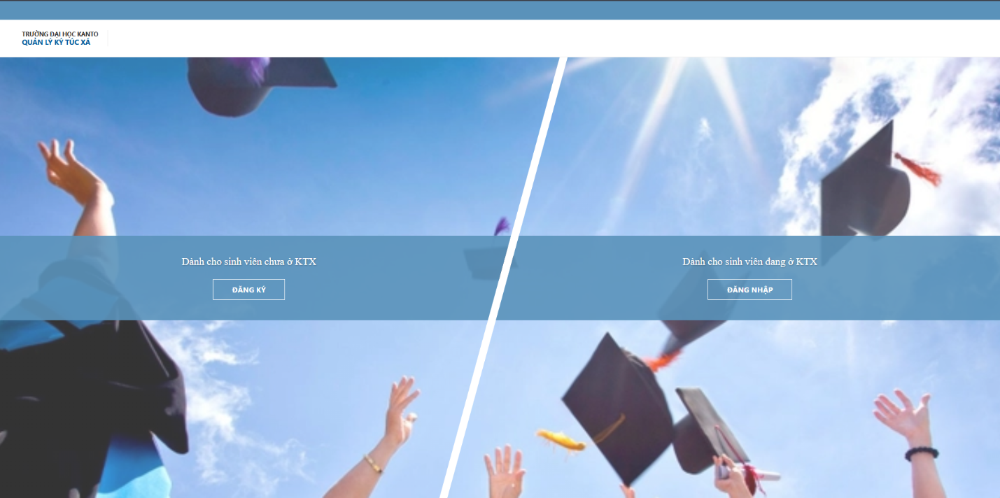 TRƯỜNG ĐẠI HỌC KANTO
QUẢN LÝ KÝ TÚC XÁ
Dành cho sinh viên chưa ở KTX
ĐĂNG KÝ
Dành cho sinh viên đang ở KTX
ĐĂNG NHẬP